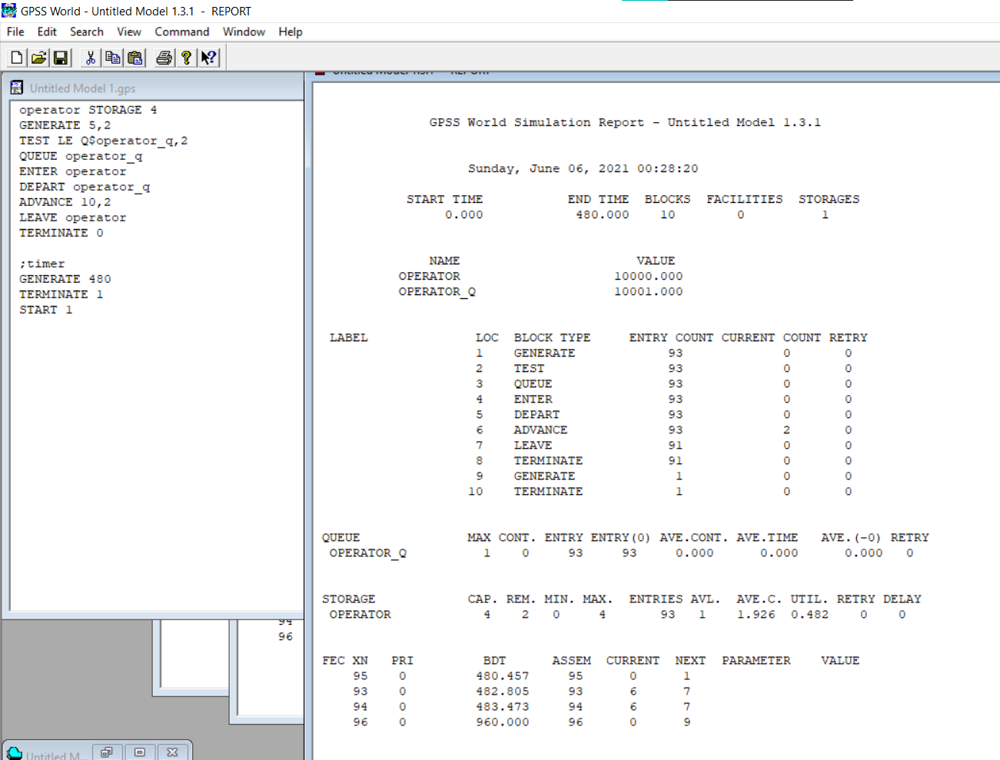 GPSS World - Untitled Model 1.3.1 - REPORT
File Edit Search View Command Window Help
Untitled Model 1.gps
operator STORAGE 4
GENERATE 5,2
TEST LE Q$operator_q,2
QUEUE operator_q
ENTER operator
DEPART operator_q
ADVANCE 10,2
LEAVE operator
TERMINATE 0
;timer
GENERATE 480
TERMINATE 1
START 1
94
96
Untitled M...
GPSS World Simulation Report - Untitled Model 1.3.1
Sunday, June 06, 2021 00:28:20
START TIME END TIME BLOCKS FACILITIES STORAGES
0.000 480.000 10 0 1
NAME VALUE
OPERATOR 10000.000
OPERATOR_Q 10001.000
LABEL LOC BLOCK TYPE ENTRY COUNT CURRENT COUNT RETRY
1 GENERATE 93 0 0
2 TEST 93 0 0
3 QUEUE 93 0 0
4 ENTER 93 0 0
5 DEPART 93 0 0
6 ADVANCE 93 2 0
7 LEAVE 91 0 0
8 TERMINATE 91 0 0
9 GENERATE 1 0 0
10 TERMINATE 1 0 0
QUEUE MAX CONT. ENTRY ENTRY(0) AVE.CONT. AVE.TIME AVE.(-0) RETRY
OPERATOR_Q 1 0 93 93 0.000 0.000 0.000 0
STORAGE CAP. REM. MIN. MAX. ENTRIES AVL. AVE.C. UTIL. RETRY DELAY
OPERATOR 4 2 0 4 93 1 1.926 0.482 0 0
FEC XN PRI BDT ASSEM CURRENT NEXT PARAMETER VALUE
95 0 480.457 95 0 1
93 0 482.805 93 6 7
94 0 483.473 94 6 7
96 0 960.000 96 0 9